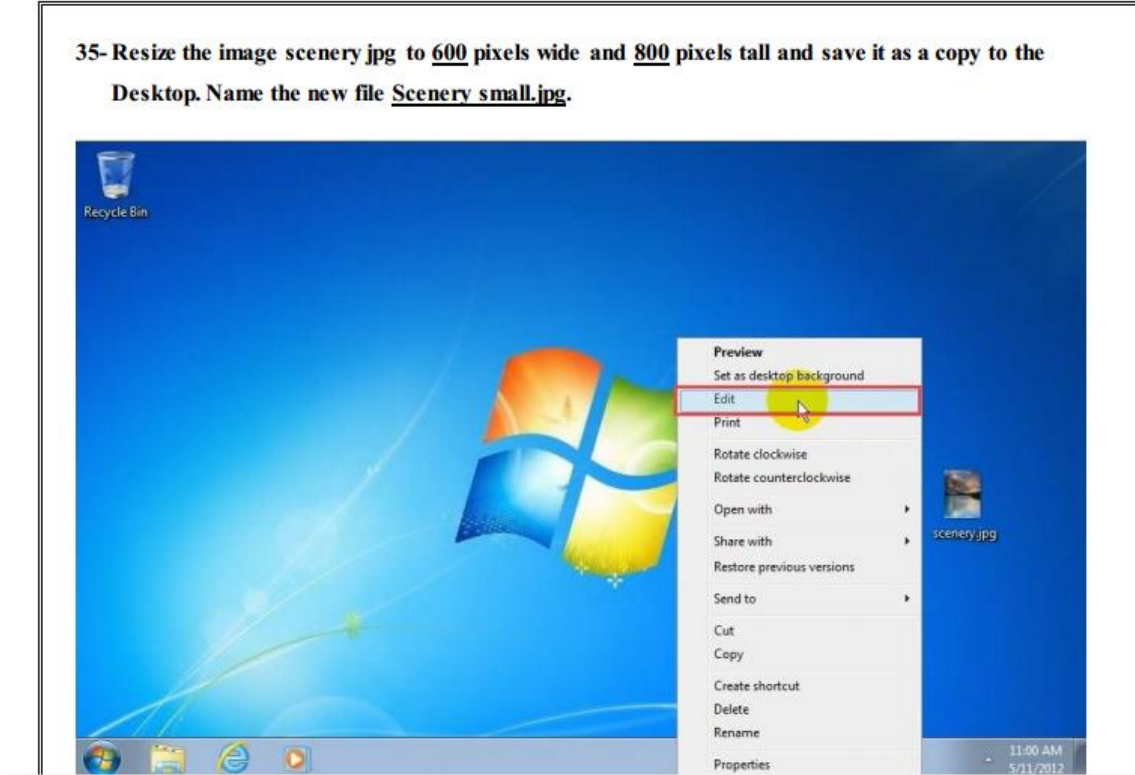 35- Resize the image scenery jpg to 600 pixels wide and 800 pixels tall and save it as a copy to the
Desktop. Name the new file Scenery small.jpg.
Recycle Bin
Preview
Set as desktop background
Edit
Print
Rotate clockwise
Rotate counterclockwise
Open with
Share with
Restore previous versions
Send to
Cut
Copy
Create shortcut
Delete
Rename
Properties
scenery.jpg
11:00 AM
5/11/2012